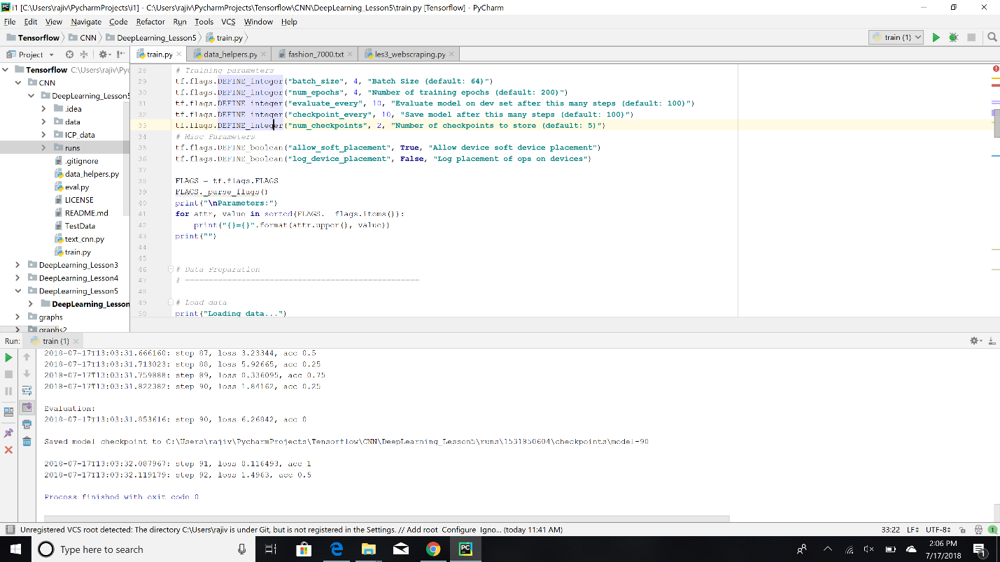 i1 [C:\Users\rajiv\PycharmProjects\i1] - C:\Users\rajiv\PycharmProjects\Tensorflow\CNN\DeepLearning_Lesson5\train.py [Tensorflow] - PyCharm
File Edit View Navigate Code Refactor Run Tools VCS Window Help
Tensorflow CNN DeepLearning_Lesson5 train.py train (1)
Project train.py data_helpers.py fashion_7000.txt les3_webscraping.py
Tensorflow C:\Users\rajiv\Pyc
CNN
DeepLearning_Lesson5
.idea
data
ICP_data
runs
.gitignore
data_helpers.py
eval.py
LICENSE
README.md
TestData
text_cnn.py
train.py
DeepLearning_Lesson3
DeepLearning_Lesson4
DeepLearning_Lesson5
DeepLearning_Lesson
graphs
graphs2
28 # Training parameters
29 tf.flags.DEFINE_integer("batch_size", 4, "Batch Size (default: 64)")
30 tf.flags.DEFINE_integer("num_epochs", 4, "Number of training epochs (default: 200)")
31 tf.flags.DEFINE_integer("evaluate_every", 10, "Evaluate model on dev set after this many steps (default: 100)")
32 tf.flags.DEFINE_integer("checkpoint_every", 10, "Save model after this many steps (default: 100)")
33 tf.flags.DEFINE_integer("num_checkpoints", 2, "Number of checkpoints to store (default: 5)")
34 # Misc Parameters
35 tf.flags.DEFINE_boolean("allow_soft_placement", True, "Allow device soft device placement")
36 tf.flags.DEFINE_boolean("log_device_placement", False, "Log placement of ops on devices")
37
38 FLAGS = tf.flags.FLAGS
39 FLAGS._parse_flags()
40 print("\nParameters:")
41 for attr, value in sorted(FLAGS.__flags.items()):
42 print("{}={}".format(attr.upper(), value))
43 print("")
44
45
46 # Data Preparation
47 # --------------------------------------------------
48
49 # Load data
50 print("Loading data...")
Run: train (1)
2018-07-17T13:03:31.666160: step 87, loss 3.23344, acc 0.5
2018-07-17T13:03:31.713023: step 88, loss 5.92665, acc 0.25
2018-07-17T13:03:31.759888: step 89, loss 0.336095, acc 0.75
2018-07-17T13:03:31.822382: step 90, loss 1.84162, acc 0.25
Evaluation:
2018-07-17T13:03:31.853616: step 90, loss 6.26842, acc 0
Saved model checkpoint to C:\Users\rajiv\PycharmProjects\Tensorflow\CNN\DeepLearning_Lesson5\runs\1531850604\checkpoints\model-90
2018-07-17T13:03:32.087967: step 91, loss 0.116493, acc 1
2018-07-17T13:03:32.119179: step 92, loss 1.4963, acc 0.5
Process finished with exit code 0
Unregistered VCS root detected: The directory C:\Users\rajiv is under Git, but is not registered in the Settings. // Add root Configure Igno... (today 11:41 AM) 33:22 LF UTF-8 1
Type here to search
PC
2:06 PM
7/17/2018
1